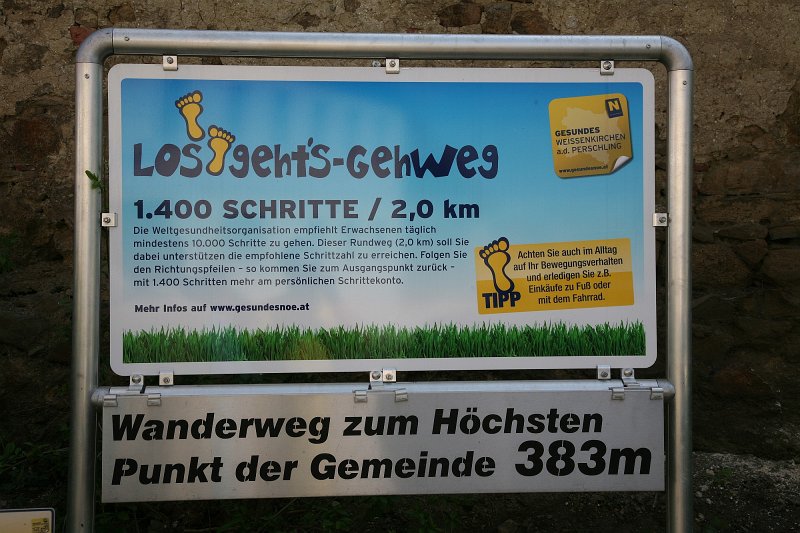 Los geht's-Gehweg
N
GESUNDES
WEISSENKIRCHEN
a.d. PERSCHLING
www.gesundesnoe.at
1.400 SCHRITTE / 2,0 km
Die Weltgesundheitsorganisation empfiehlt Erwachsenen täglich
mindestens 10.000 Schritte zu gehen. Dieser Rundweg (2,0 km) soll Sie
dabei unterstützen die empfohlene Schrittzahl zu erreichen. Folgen Sie
den Richtungspfeilen – so kommen Sie zum Ausgangspunkt zurück –
mit 1.400 Schritten mehr am persönlichen Schrittekonto.
Mehr Infos auf www.gesundesnoe.at
TIPP
Achten Sie auch im Alltag
auf Ihr Bewegungsverhalten
und erledigen Sie z.B.
Einkäufe zu Fuß oder
mit dem Fahrrad.
Wanderweg zum Höchsten
Punkt der Gemeinde 383m